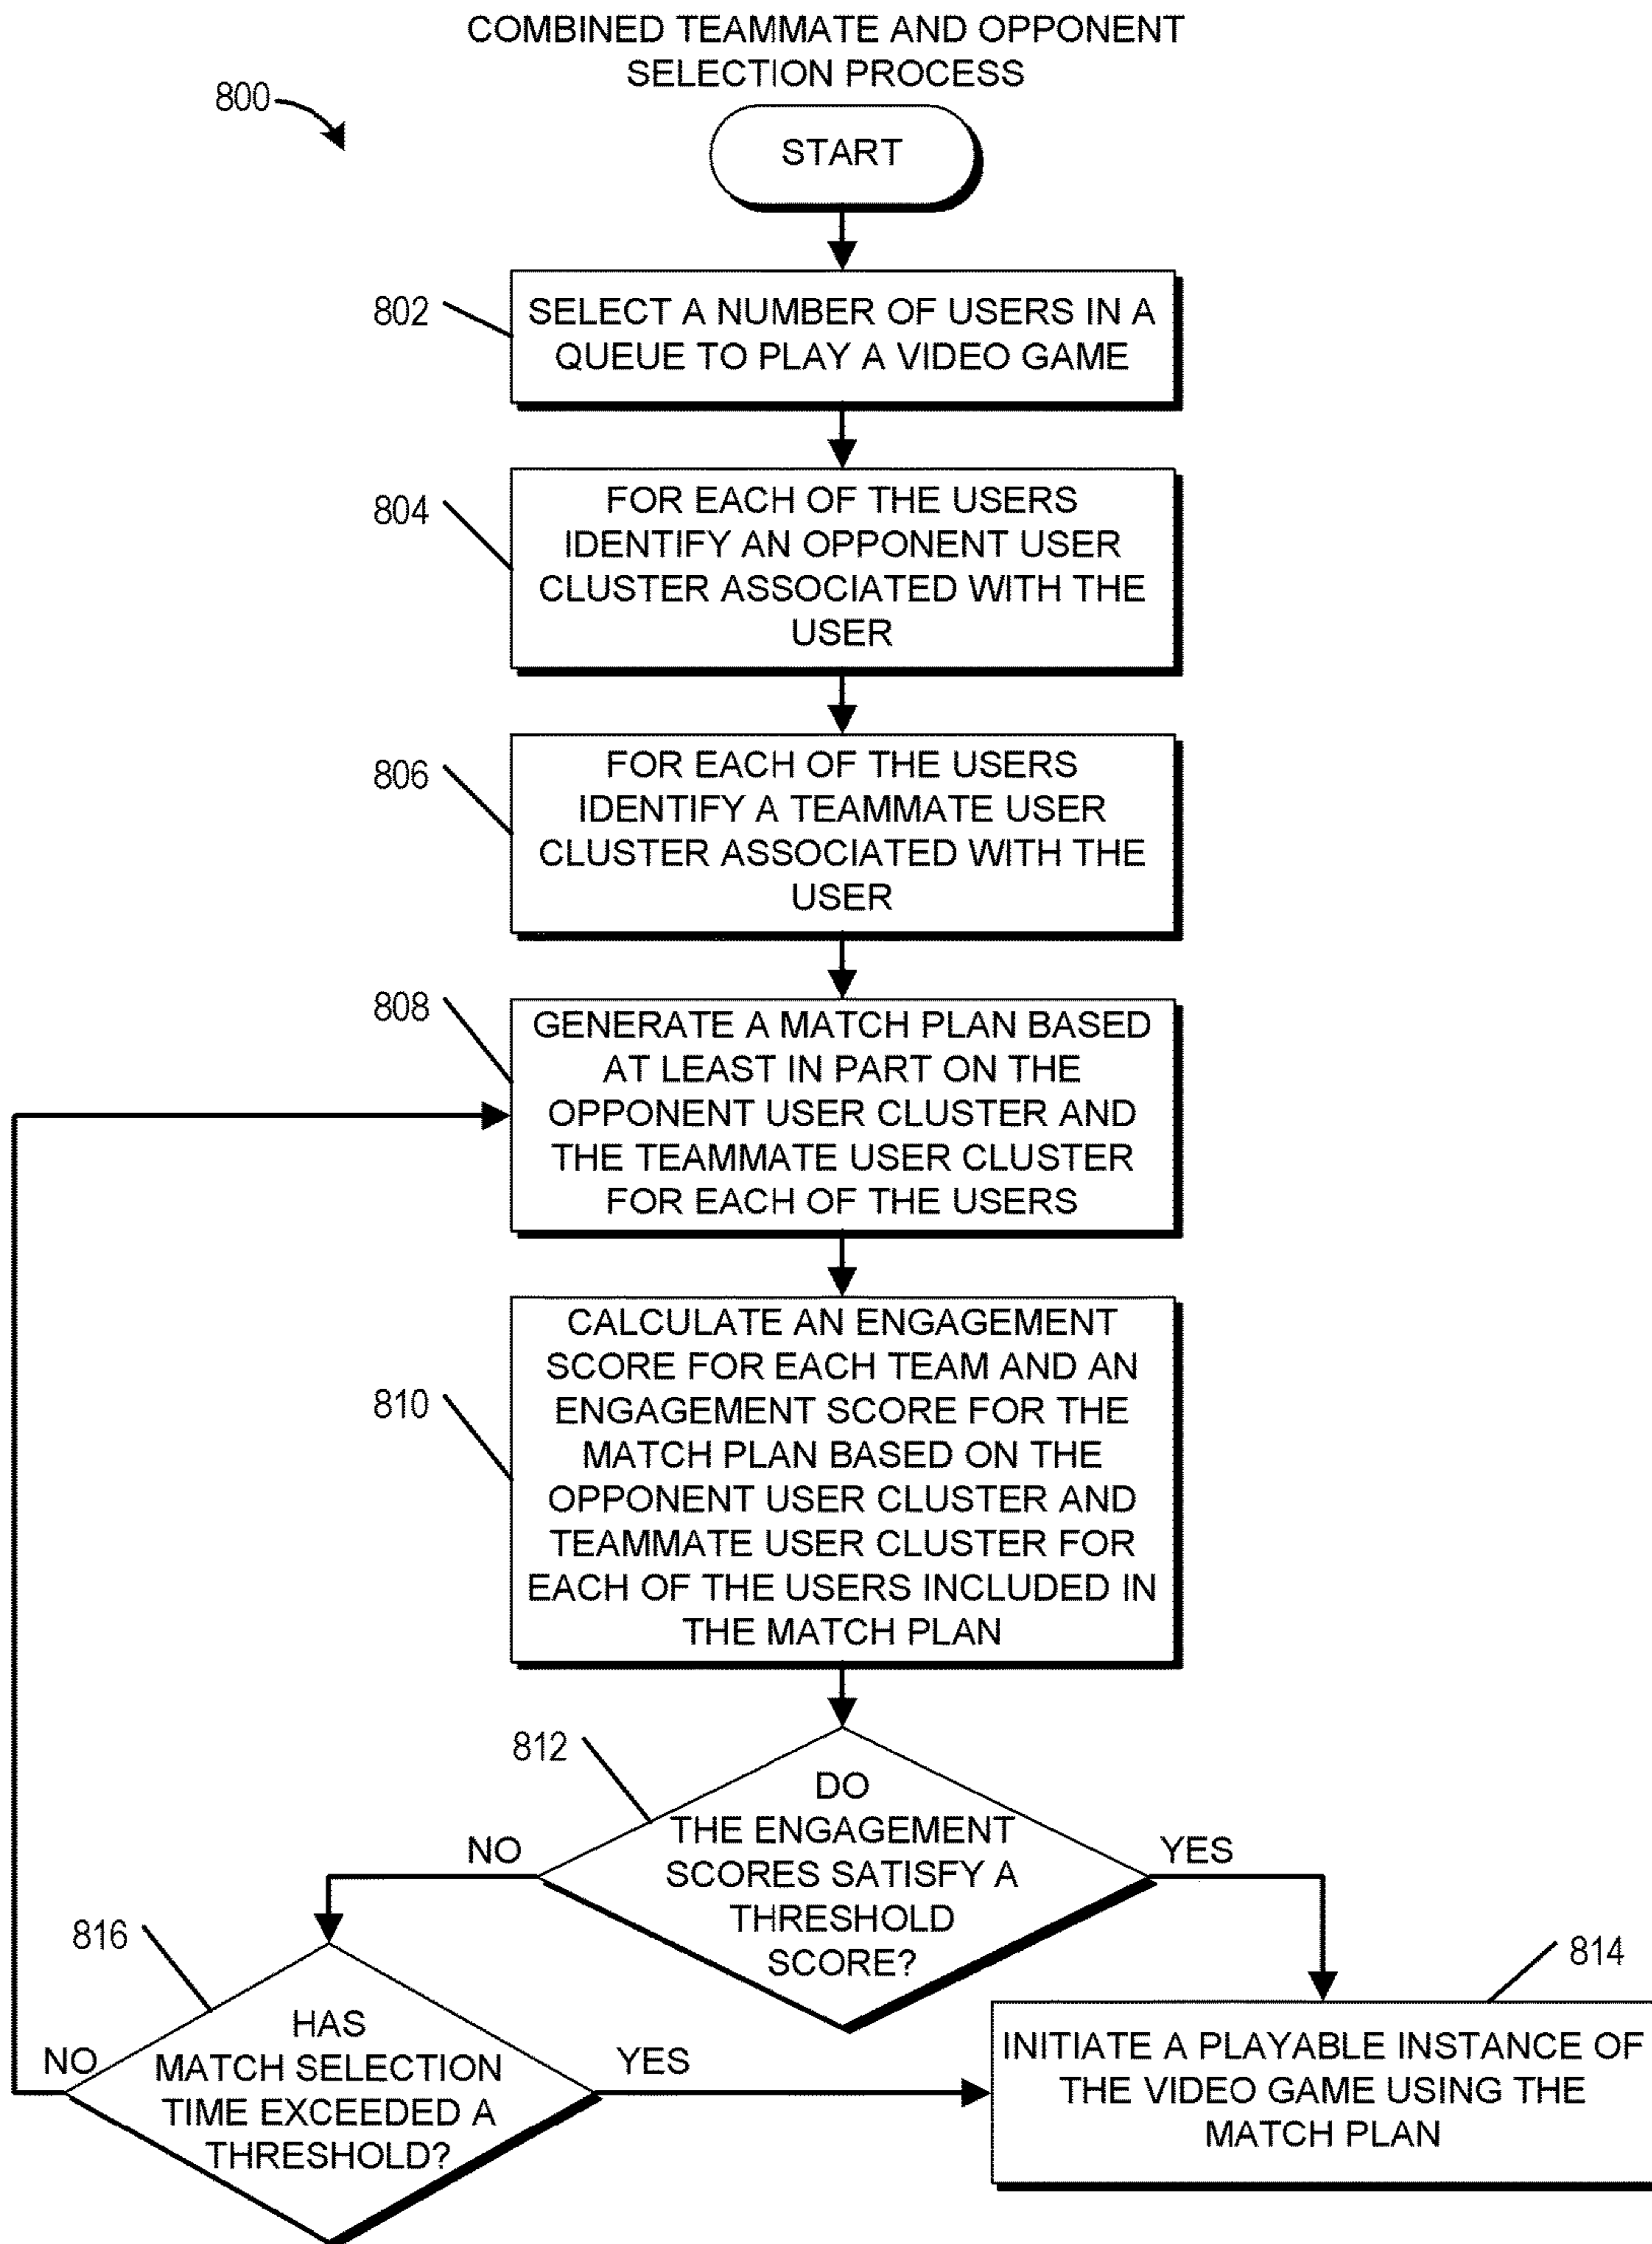 COMBINED TEAMMATE AND OPPONENT
SELECTION PROCESS
800
START
802
SELECT A NUMBER OF USERS IN A
QUEUE TO PLAY A VIDEO GAME
804
FOR EACH OF THE USERS
IDENTIFY AN OPPONENT USER
CLUSTER ASSOCIATED WITH THE
USER
806
FOR EACH OF THE USERS
IDENTIFY A TEAMMATE USER
CLUSTER ASSOCIATED WITH THE
USER
808
GENERATE A MATCH PLAN BASED
AT LEAST IN PART ON THE
OPPONENT USER CLUSTER AND
THE TEAMMATE USER CLUSTER
FOR EACH OF THE USERS
810
CALCULATE AN ENGAGEMENT
SCORE FOR EACH TEAM AND AN
ENGAGEMENT SCORE FOR THE
MATCH PLAN BASED ON THE
OPPONENT USER CLUSTER AND
TEAMMATE USER CLUSTER FOR
EACH OF THE USERS INCLUDED IN
THE MATCH PLAN
812
DO
THE ENGAGEMENT
SCORES SATISFY A
THRESHOLD
SCORE?
NO
YES
816
HAS
MATCH SELECTION
TIME EXCEEDED A
THRESHOLD?
NO
YES
814
INITIATE A PLAYABLE INSTANCE OF
THE VIDEO GAME USING THE
MATCH PLAN